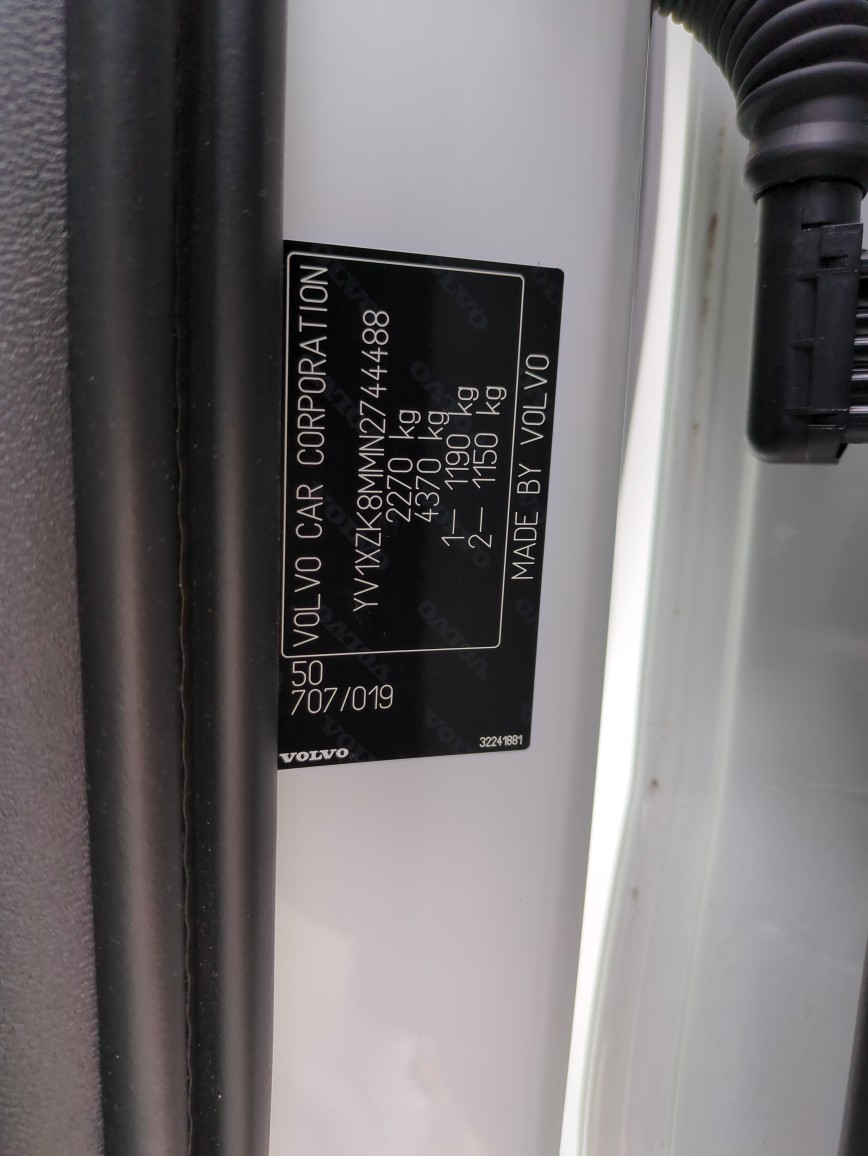 VOLVO CAR CORPORATION
YV1XZK8MMN2744488
2270 kg
4370 kg
1— 1190 kg
2— 1150 kg
MADE BY VOLVO
50
707/019
VOLVO
32241881